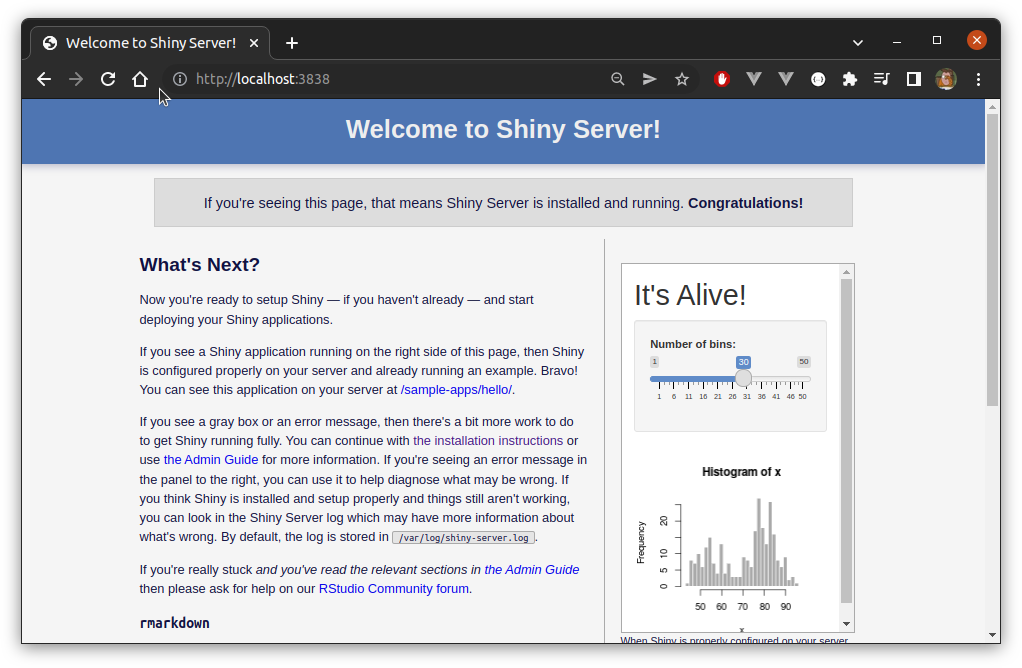 Welcome to Shiny Server!
http://localhost:3838
Welcome to Shiny Server!
If you're seeing this page, that means Shiny Server is installed and running. Congratulations!
What's Next?
Now you're ready to setup Shiny — if you haven't already — and start
deploying your Shiny applications.
If you see a Shiny application running on the right side of this page, then Shiny
is configured properly on your server and already running an example. Bravo!
You can see this application on your server at /sample-apps/hello/.
If you see a gray box or an error message, then there's a bit more work to do
to get Shiny running fully. You can continue with the installation instructions or
use the Admin Guide for more information. If you're seeing an error message in
the panel to the right, you can use it to help diagnose what may be wrong. If
you think Shiny is installed and setup properly and things still aren't working,
you can look in the Shiny Server log which may have more information about
what's wrong. By default, the log is stored in /var/log/shiny-server.log.
If you're really stuck and you've read the relevant sections in the Admin Guide
then please ask for help on our RStudio Community forum.
rmarkdown
It's Alive!
Number of bins:
1 30 50
1 6 11 16 21 26 31 36 41 46 50
Histogram of x
Frequency
20
10
5
0
50 60 70 80 90
x
When Shiny is properly configured on your server